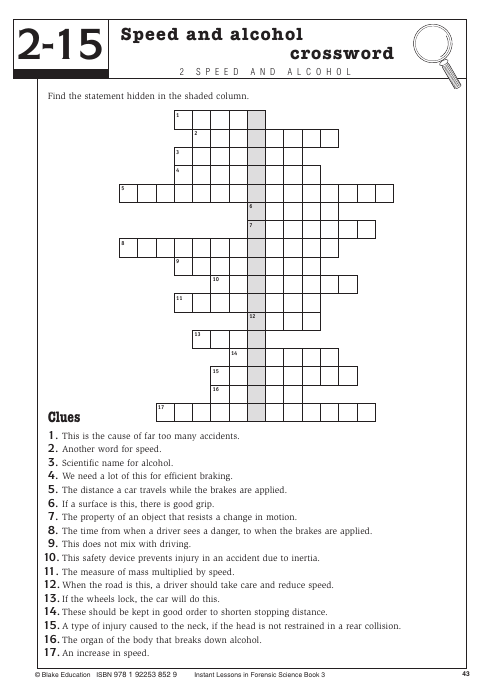 2-15
Speed and alcohol
crossword
2 SPEED AND ALCOHOL
Find the statement hidden in the shaded column.
1
2
3
4
5
6
7
8
9
10
11
12
13
14
15
16
17
Clues
1. This is the cause of far too many accidents.
2. Another word for speed.
3. Scientific name for alcohol.
4. We need a lot of this for efficient braking.
5. The distance a car travels while the brakes are applied.
6. If a surface is this, there is good grip.
7. The property of an object that resists a change in motion.
8. The time from when a driver sees a danger, to when the brakes are applied.
9. This does not mix with driving.
10. This safety device prevents injury in an accident due to inertia.
11. The measure of mass multiplied by speed.
12. When the road is this, a driver should take care and reduce speed.
13. If the wheels lock, the car will do this.
14. These should be kept in good order to shorten stopping distance.
15. A type of injury caused to the neck, if the head is not restrained in a rear collision.
16. The organ of the body that breaks down alcohol.
17. An increase in speed.
© Blake Education ISBN 978 1 92253 852 9 Instant Lessons in Forensic Science Book 3 43